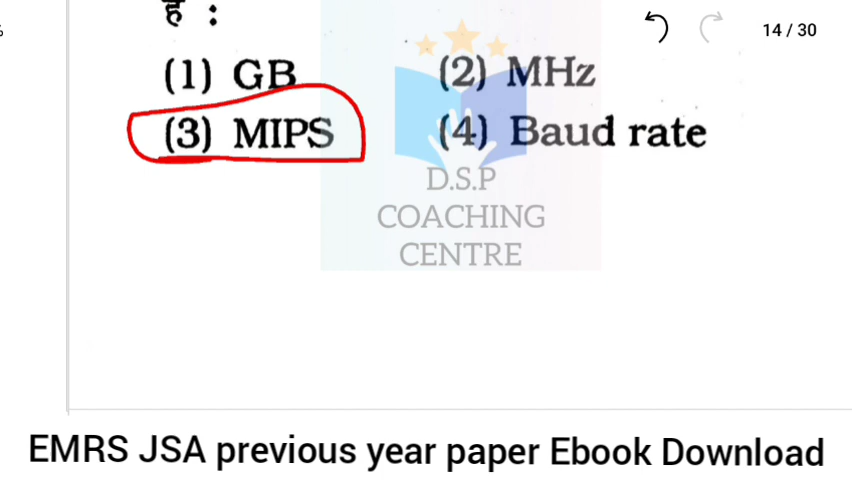 है :
14 / 30
(1) GB (2) MHz
(3) MIPS (4) Baud rate
D.S.P
COACHING
CENTRE
EMRS JSA previous year paper Ebook Download